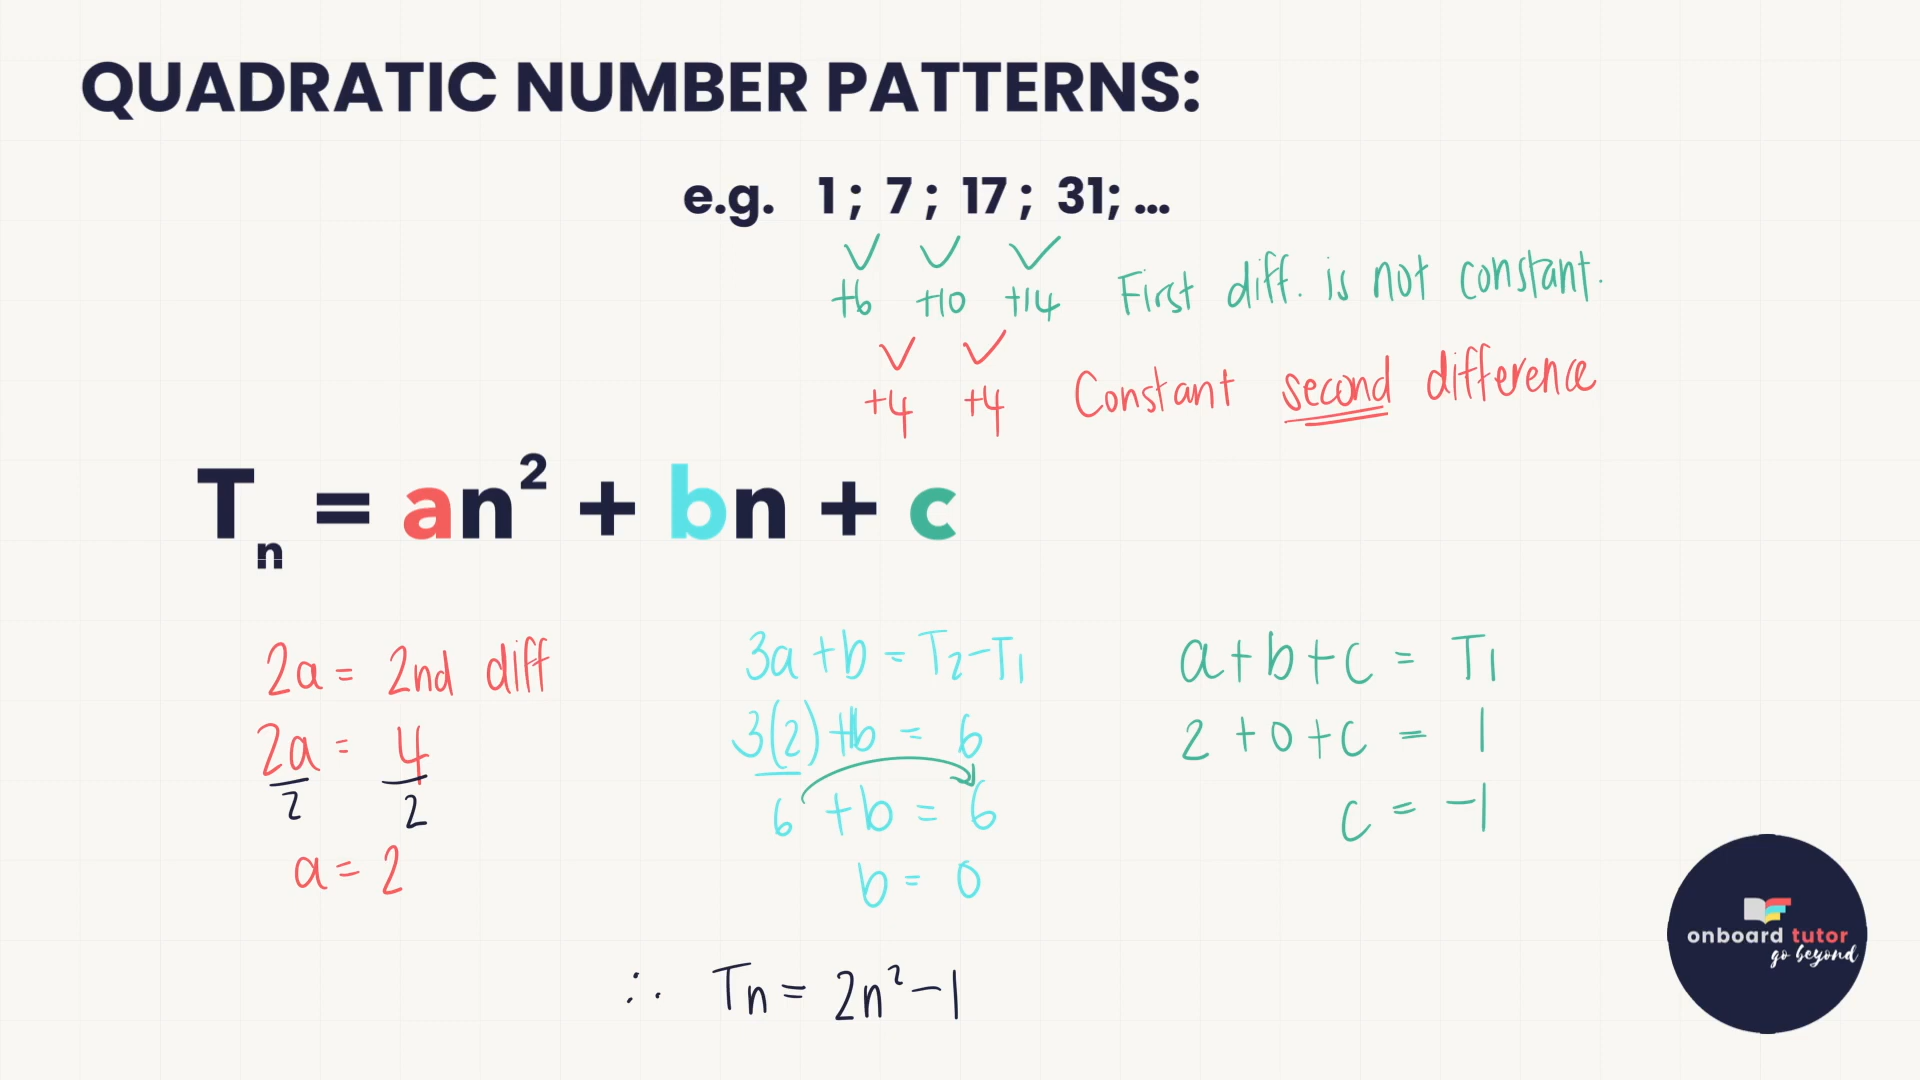 QUADRATIC NUMBER PATTERNS:
e.g. 1 ; 7 ; 17 ; 31; ...
+6 +10 +14 First diff. is not constant.
+4 +4 Constant second difference
Tₙ = an² + bn + c
2a = 2nd diff
2a = 4
2 2
a = 2
3a + b = T₂ - T₁
3(2) + b = 6
6 + b = 6
b = 0
a + b + c = T₁
2 + 0 + c = 1
c = -1
∴ Tn = 2n² - 1
onboard tutor
go beyond